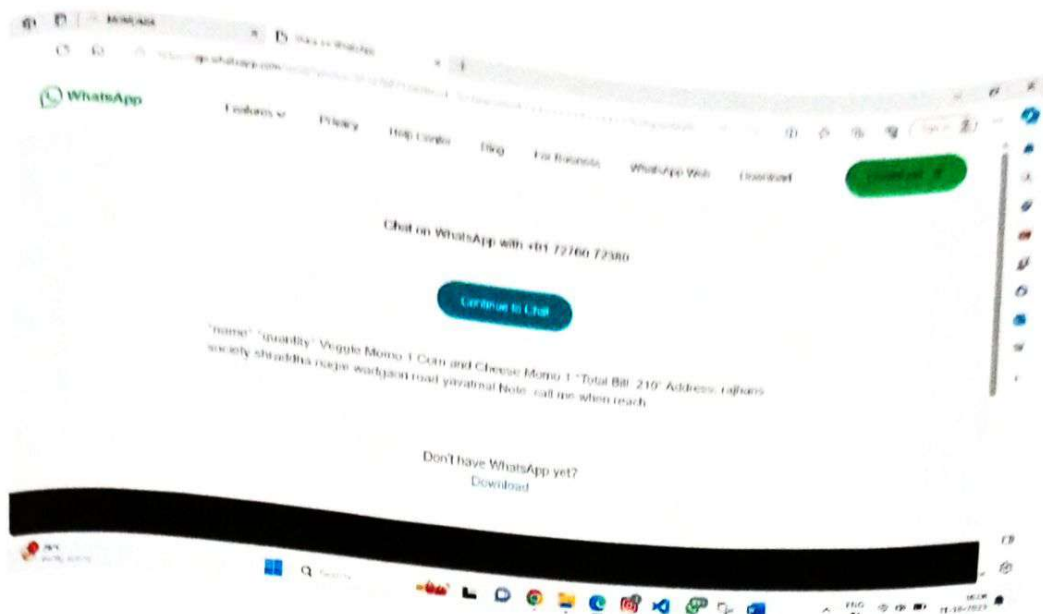 WhatsApp
Features Privacy Help Center Blog For Business WhatsApp Web Download
Chat on WhatsApp with +91 72760 72380
Continue to Chat
"name" "quantity" Veggie Momo 1 Corn and Cheese Momo 1 "Total Bill: 210" Address: rajhans
society shraddha nagar wadgaon road yavatmal Note: call me when reach
Don't have WhatsApp yet?
Download